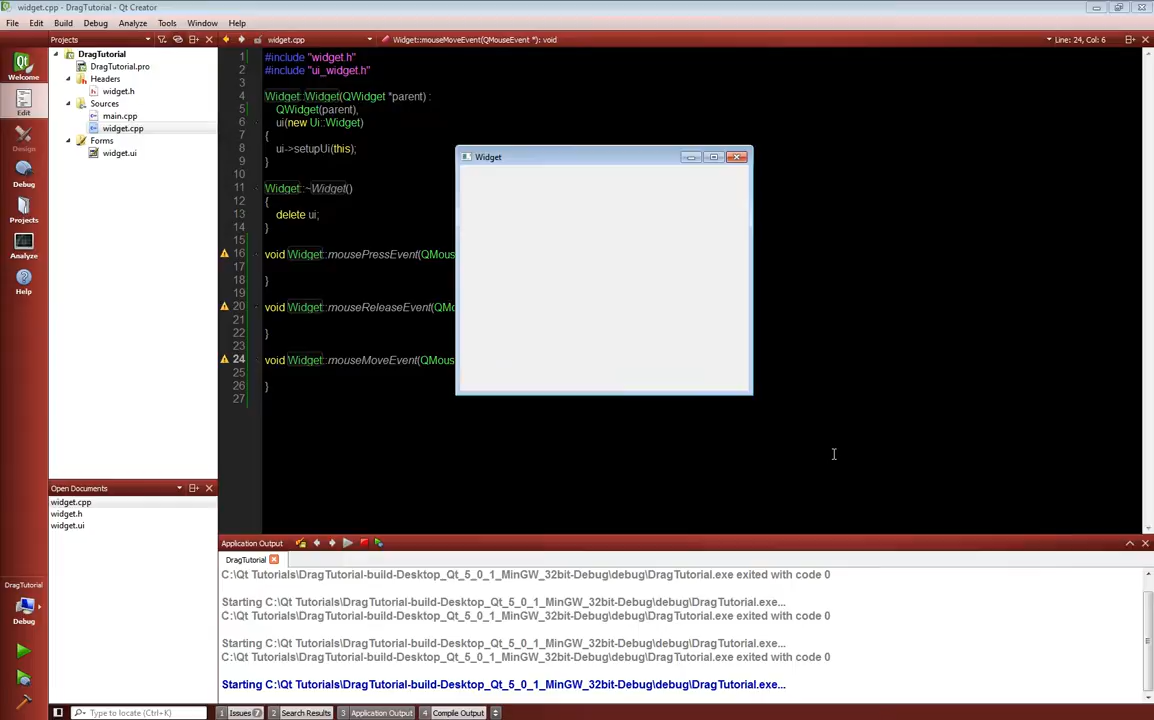 widget.cpp - DragTutorial - Qt Creator
File Edit Build Debug Analyze Tools Window Help
Projects
widget.cpp
Widget::mouseMoveEvent(QMouseEvent *): void
Line: 24, Col: 6
Welcome
Edit
Design
Debug
Projects
Analyze
Help
DragTutorial
DragTutorial.pro
Headers
widget.h
Sources
main.cpp
widget.cpp
Forms
widget.ui
1 #include "widget.h"
2 #include "ui_widget.h"
3
4 Widget::Widget(QWidget *parent) :
5 QWidget(parent),
6 ui(new Ui::Widget)
7 {
8 ui->setupUi(this);
9 }
10
11 Widget::~Widget()
12 {
13 delete ui;
14 }
15
16 void Widget::mousePressEvent(QMous
17
18 }
19
20 void Widget::mouseReleaseEvent(QMo
21
22 }
23
24 void Widget::mouseMoveEvent(QMous
25
26 }
27
Widget
Open Documents
widget.cpp
widget.h
widget.ui
Application Output
DragTutorial
C:\Qt Tutorials\DragTutorial-build-Desktop_Qt_5_0_1_MinGW_32bit-Debug\debug\DragTutorial.exe exited with code 0
Starting C:\Qt Tutorials\DragTutorial-build-Desktop_Qt_5_0_1_MinGW_32bit-Debug\debug\DragTutorial.exe...
C:\Qt Tutorials\DragTutorial-build-Desktop_Qt_5_0_1_MinGW_32bit-Debug\debug\DragTutorial.exe exited with code 0
Starting C:\Qt Tutorials\DragTutorial-build-Desktop_Qt_5_0_1_MinGW_32bit-Debug\debug\DragTutorial.exe...
C:\Qt Tutorials\DragTutorial-build-Desktop_Qt_5_0_1_MinGW_32bit-Debug\debug\DragTutorial.exe exited with code 0
Starting C:\Qt Tutorials\DragTutorial-build-Desktop_Qt_5_0_1_MinGW_32bit-Debug\debug\DragTutorial.exe...
DragTutorial
Debug
Type to locate (Ctrl+K)
1 Issues 7 2 Search Results 3 Application Output 4 Compile Output